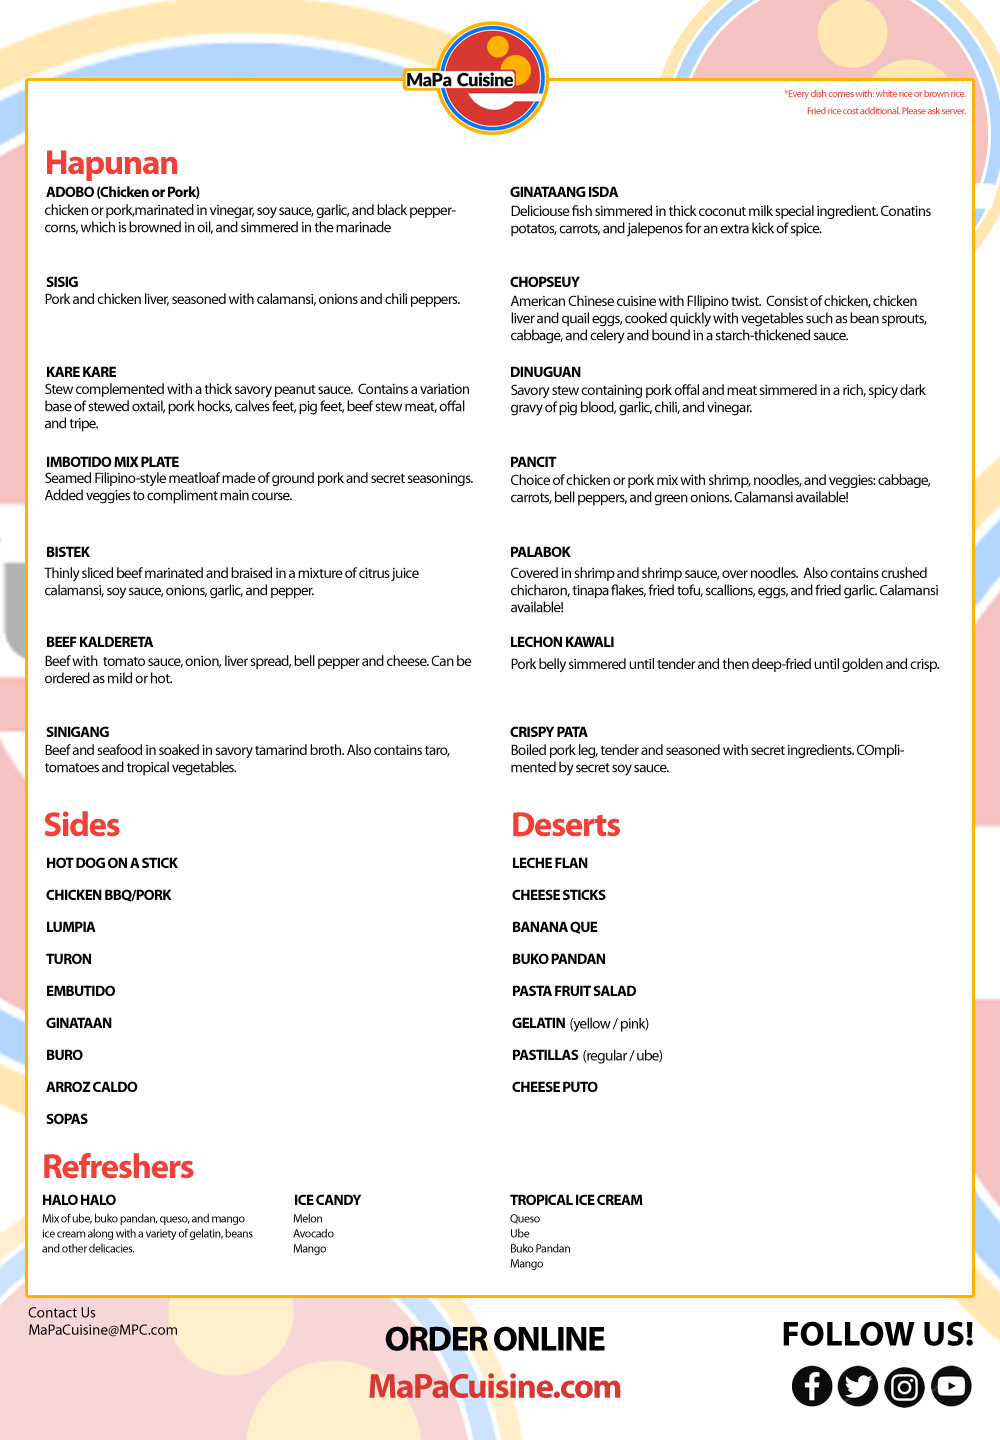 MaPa Cuisine
*Every dish comes with: white rice or brown rice.
Fried rice cost additional. Please ask server.
Hapunan
ADOBO (Chicken or Pork)
chicken or pork,marinated in vinegar, soy sauce, garlic, and black pepper-
corns, which is browned in oil, and simmered in the marinade
SISIG
Pork and chicken liver, seasoned with calamansi, onions and chili peppers.
KARE KARE
Stew complemented with a thick savory peanut sauce.  Contains a variation
base of stewed oxtail, pork hocks, calves feet, pig feet, beef stew meat, offal
and tripe.
IMBOTIDO MIX PLATE
Seamed Filipino-style meatloaf made of ground pork and secret seasonings.
Added veggies to compliment main course.
BISTEK
Thinly sliced beef marinated and braised in a mixture of citrus juice
calamansi, soy sauce, onions, garlic, and pepper.
BEEF KALDERETA
Beef with  tomato sauce, onion, liver spread, bell pepper and cheese. Can be
ordered as mild or hot.
SINIGANG
Beef and seafood in soaked in savory tamarind broth. Also contains taro,
tomatoes and tropical vegetables.
GINATAANG ISDA
Deliciouse fish simmered in thick coconut milk special ingredient. Conatins
potatos, carrots, and jalepenos for an extra kick of spice.
CHOPSEUY
American Chinese cuisine with FIlipino twist.  Consist of chicken, chicken
liver and quail eggs, cooked quickly with vegetables such as bean sprouts,
cabbage, and celery and bound in a starch-thickened sauce.
DINUGUAN
Savory stew containing pork offal and meat simmered in a rich, spicy dark
gravy of pig blood, garlic, chili, and vinegar.
PANCIT
Choice of chicken or pork mix with shrimp, noodles, and veggies: cabbage,
carrots, bell peppers, and green onions. Calamansi available!
PALABOK
Covered in shrimp and shrimp sauce, over noodles.  Also contains crushed
chicharon, tinapa flakes, fried tofu, scallions, eggs, and fried garlic. Calamansi
available!
LECHON KAWALI
Pork belly simmered until tender and then deep-fried until golden and crisp.
CRISPY PATA
Boiled pork leg, tender and seasoned with secret ingredients. COmpli-
mented by secret soy sauce.
Sides
HOT DOG ON A STICK
CHICKEN BBQ/PORK
LUMPIA
TURON
EMBUTIDO
GINATAAN
BURO
ARROZ CALDO
SOPAS
Deserts
LECHE FLAN
CHEESE STICKS
BANANA QUE
BUKO PANDAN
PASTA FRUIT SALAD
GELATIN (yellow / pink)
PASTILLAS (regular / ube)
CHEESE PUTO
Refreshers
HALO HALO
Mix of ube, buko pandan, queso, and mango
ice cream along with a variety of gelatin, beans
and other delicacies.
ICE CANDY
Melon
Avocado
Mango
TROPICAL ICE CREAM
Queso
Ube
Buko Pandan
Mango
Contact Us
MaPaCuisine@MPC.com
ORDER ONLINE
MaPaCuisine.com
FOLLOW US!